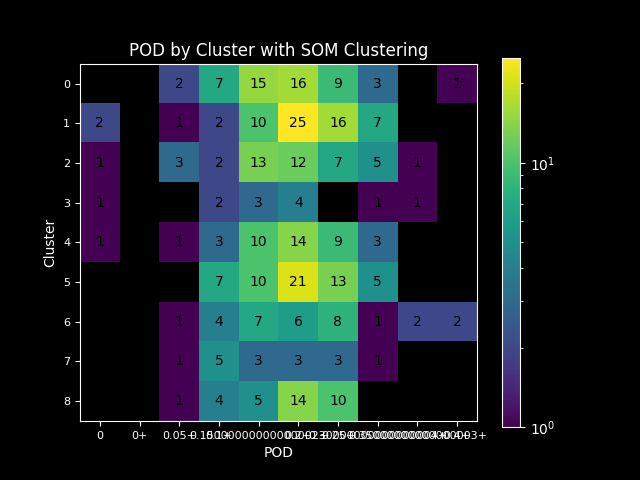 POD by Cluster with SOM Clustering
0 2 7 15 16 9 3 1
1 2 1 2 10 25 16 7
2 1 3 2 13 12 7 5 1
3 1 2 3 4 1 1
4 1 1 3 10 14 9 3
5 7 10 21 13 5
6 1 4 7 6 8 1 2 2
7 1 5 3 3 3 1
8 1 4 5 14 10
Cluster
0 0+ 0.05+
POD
10¹
10⁰